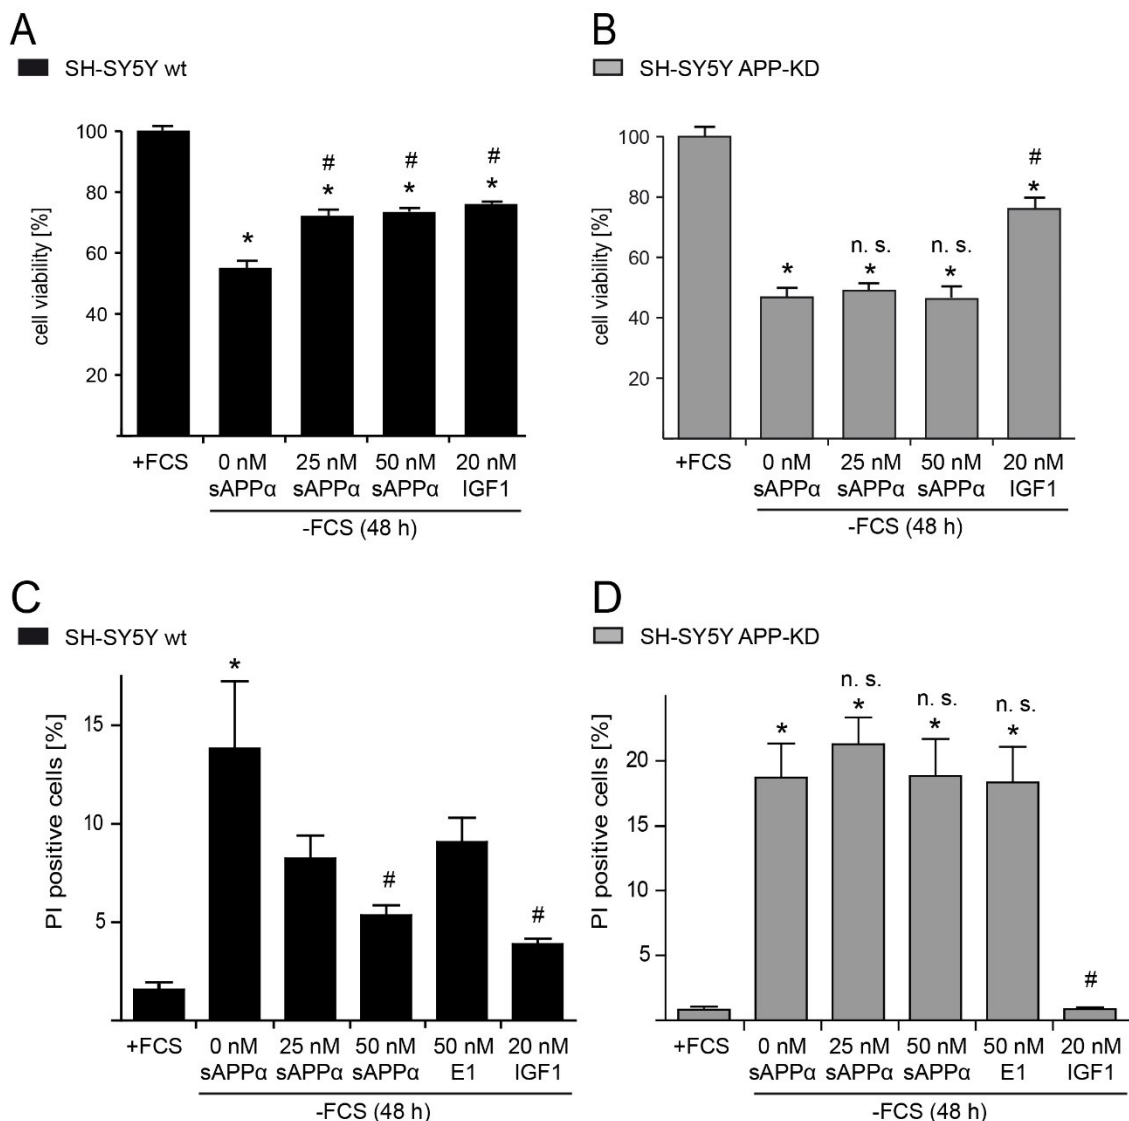 A
SH-SY5Y wt
cell viability [%]
100
80
60
40
20
*
#
*
#
*
#
*
+FCS
0 nM
sAPPα
25 nM
sAPPα
50 nM
sAPPα
20 nM
IGF1
-FCS (48 h)
B
SH-SY5Y APP-KD
cell viability [%]
100
80
60
40
20
*
n. s.
*
n. s.
*
#
*
+FCS
0 nM
sAPPα
25 nM
sAPPα
50 nM
sAPPα
20 nM
IGF1
-FCS (48 h)
C
SH-SY5Y wt
PI positive cells [%]
15
10
5
*
#
#
+FCS
0 nM
sAPPα
25 nM
sAPPα
50 nM
sAPPα
50 nM
E1
20 nM
IGF1
-FCS (48 h)
D
SH-SY5Y APP-KD
PI positive cells [%]
20
15
10
5
*
n. s.
*
n. s.
*
n. s.
*
#
+FCS
0 nM
sAPPα
25 nM
sAPPα
50 nM
sAPPα
50 nM
E1
20 nM
IGF1
-FCS (48 h)